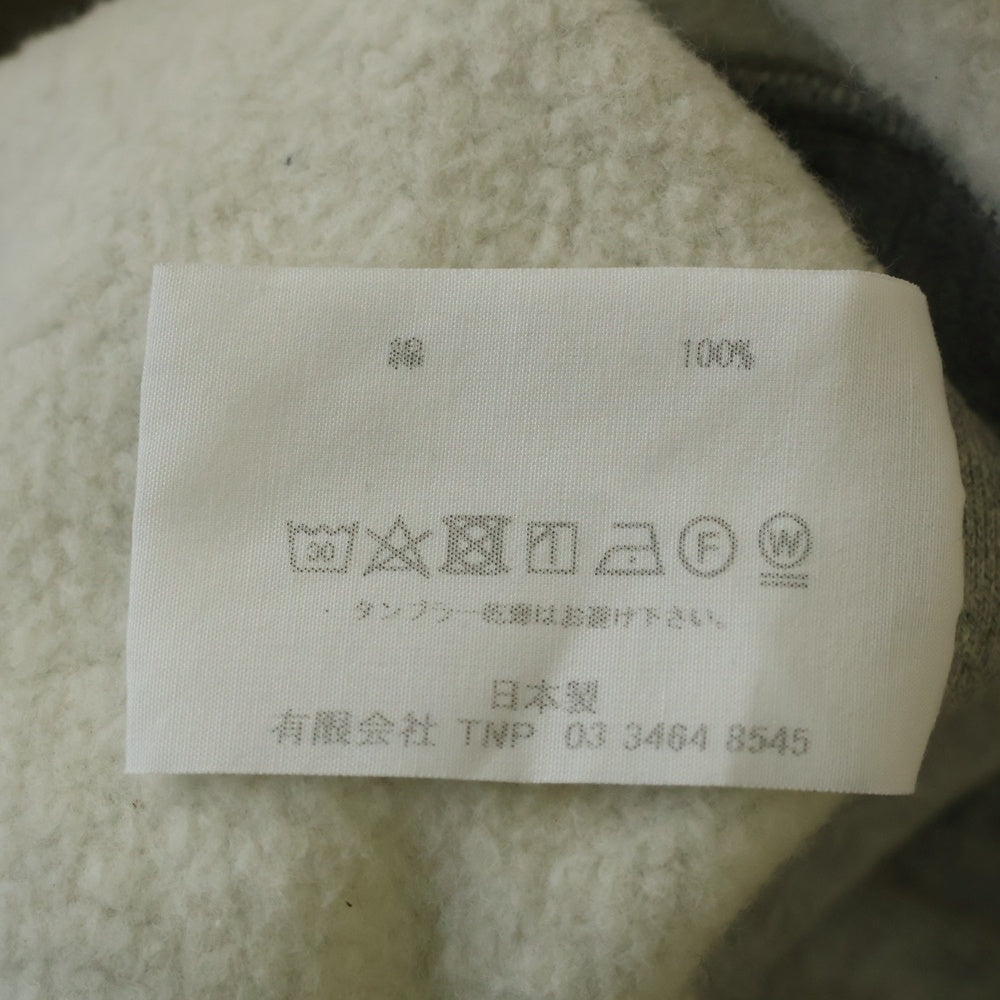 綿 100%
30 F W
・タンブラー乾燥はお避け下さい。
日本製
有限会社 TNP 03 3464 8545